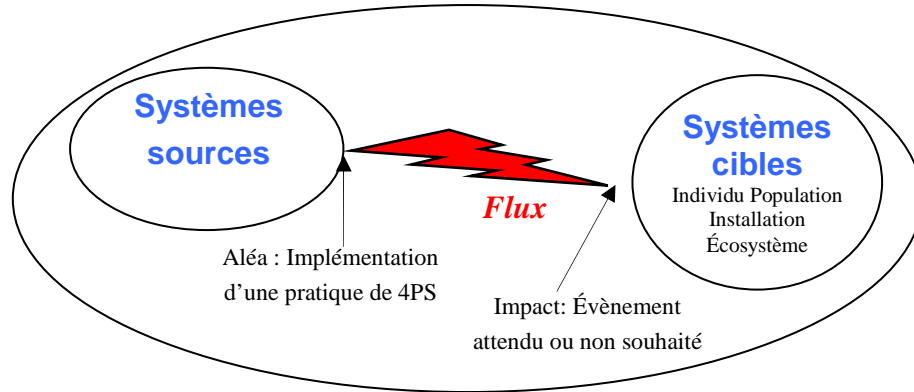 Systèmes
sources
Systèmes
cibles
Individu Population
Installation
Écosystème
Flux
Aléa : Implémentation
d’une pratique de 4PS
Impact: Évènement
attendu ou non souhaité